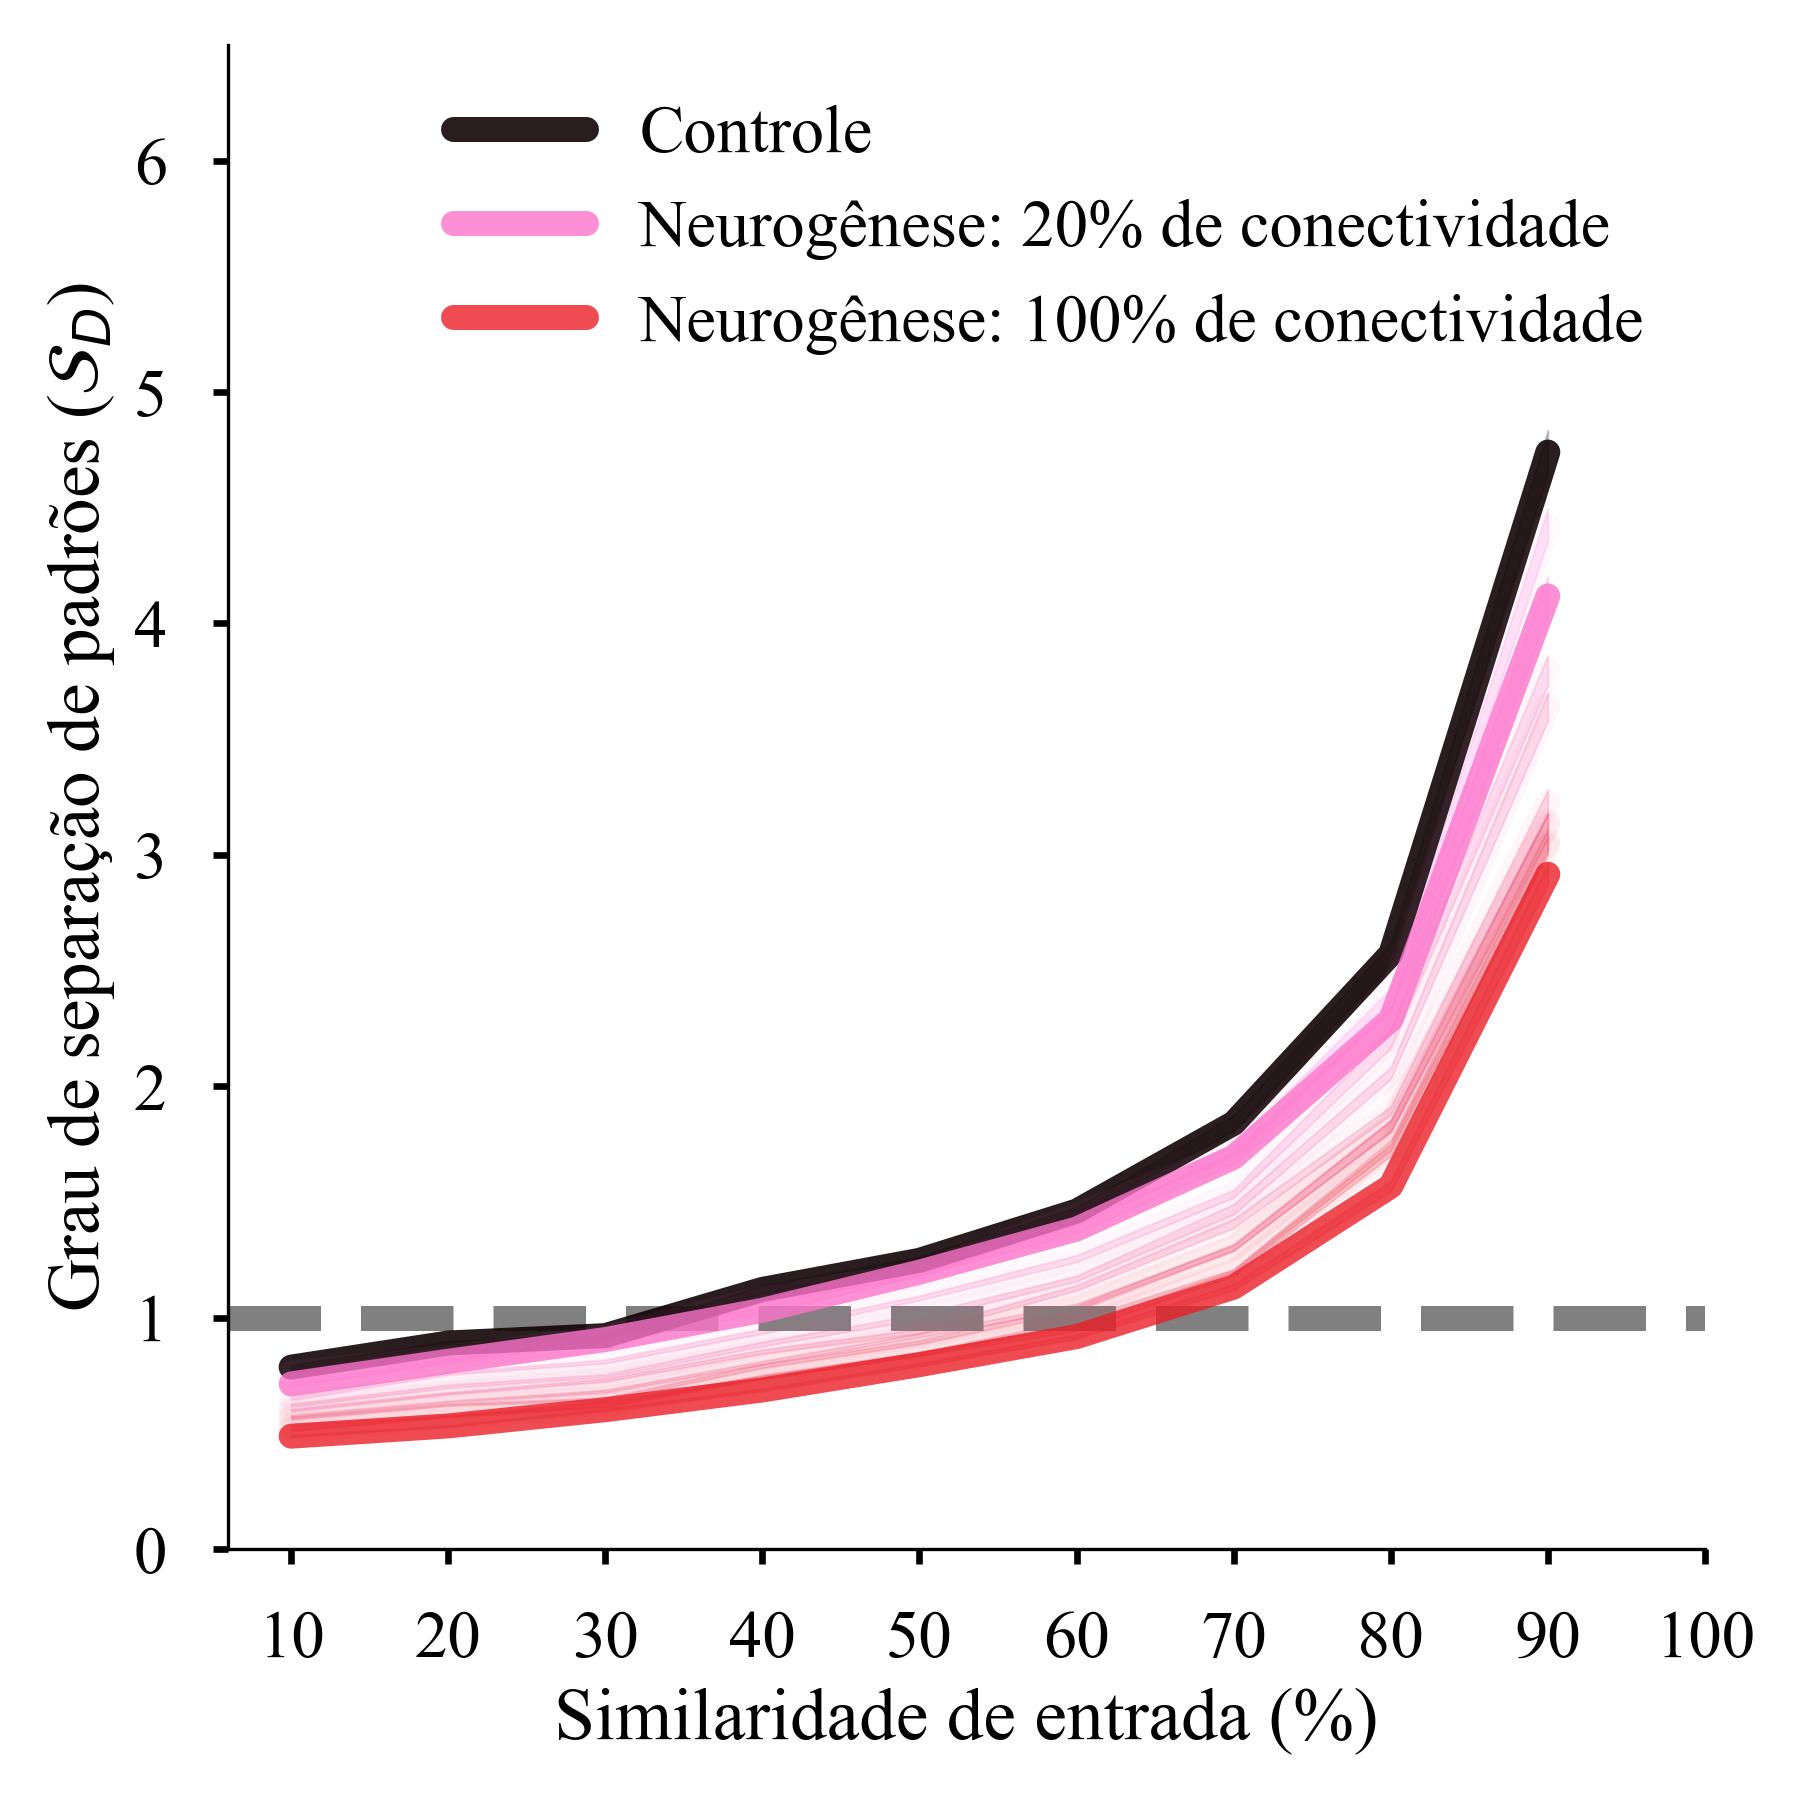 Controle
Neurogênese: 20% de conectividade
Neurogênese: 100% de conectividade
Grau de separação de padrões (S_D)
6
5
4
3
2
1
0
10 20 30 40 50 60 70 80 90 100
Similaridade de entrada (%)